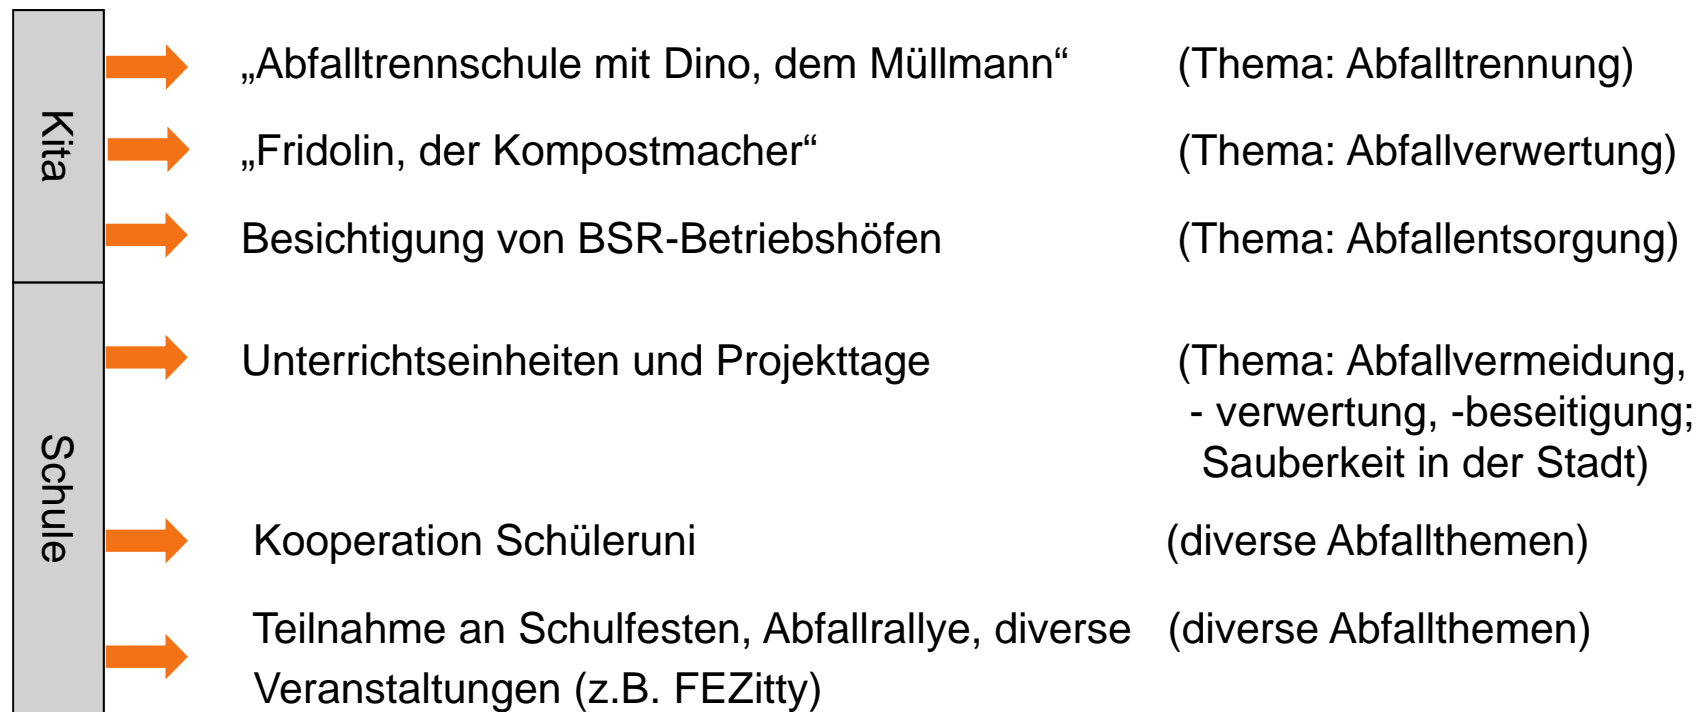 Kita
„Abfalltrennschule mit Dino, dem Müllmann“ (Thema: Abfalltrennung)
„Fridolin, der Kompostmacher“ (Thema: Abfallverwertung)
Besichtigung von BSR-Betriebshöfen (Thema: Abfallentsorgung)
Schule
Unterrichtseinheiten und Projekttage (Thema: Abfallvermeidung,
- verwertung, -beseitigung;
Sauberkeit in der Stadt)
Kooperation Schüleruni (diverse Abfallthemen)
Teilnahme an Schulfesten, Abfallrallye, diverse (diverse Abfallthemen)
Veranstaltungen (z.B. FEZitty)